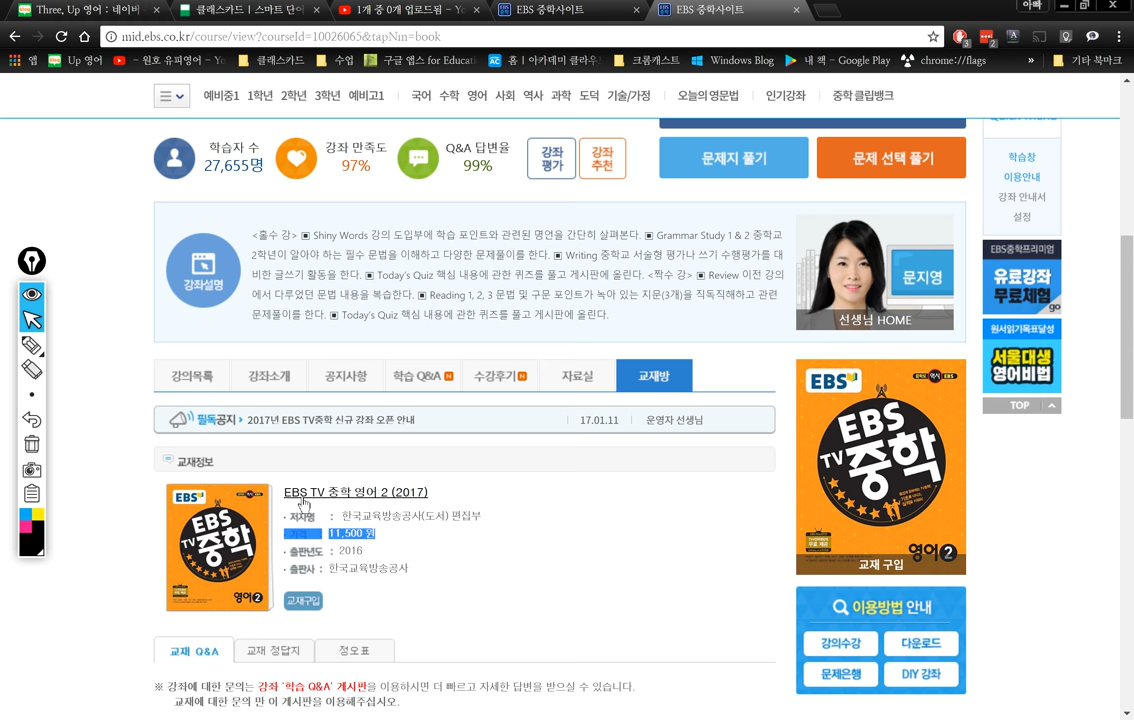 Three, Up 영어 : 네이버
클래스카드 | 스마트 단어
1개 중 0개 업로드됨 - Yo
EBS 중학사이트
EBS 중학사이트
아빠
mid.ebs.co.kr/course/view?courseId=10026065&tapNm=book
앱
Up 영어
- 원호 유피영어 - Yo
클래스카드
수업
구글 앱스 for Educati
홈 | 아카데미 클라우
크롬캐스트
Windows Blog
내 책 - Google Play
chrome://flags
»
기타 북마크
예비중1 1학년 2학년 3학년 예비고1
국어 수학 영어 사회 역사 과학 도덕 기술/가정
오늘의 영문법
인기강좌
중학 클립뱅크
학습자 수
27,655명
강좌 만족도
97%
Q&A 답변율
99%
강좌
평가
강좌
추천
문제지 풀기
문제 선택 풀기
학습창
이용안내
강좌 안내서
설정
강좌설명
<홀수 강> ▣ Shiny Words 강의 도입부에 학습 포인트와 관련된 명언을 간단히 살펴본다. ▣ Grammar Study 1 & 2 중학교
2학년이 알아야 하는 필수 문법을 이해하고 다양한 문제풀이를 한다. ▣ Writing 중학교 서술형 평가나 쓰기 수행평가를 대
비한 글쓰기 활동을 한다. ▣ Today's Quiz 핵심 내용에 관한 퀴즈를 풀고 게시판에 올린다. <짝수 강> ▣ Review 이전 강의
에서 다루었던 문법 내용을 복습한다. ▣ Reading 1, 2, 3 문법 및 구문 포인트가 녹아 있는 지문(3개)을 직독직해하고 관련
문제풀이를 한다. ▣ Today's Quiz 핵심 내용에 관한 퀴즈를 풀고 게시판에 올린다.
문지영
선생님 HOME
EBS중학프리미엄
유료강좌
무료체험
go
원서읽기목표달성
서울대생
영어비법
TOP
강의목록
강좌소개
공지사항
학습 Q&A N
수강후기 N
자료실
교재방
필독공지 2017년 EBS TV중학 신규 강좌 오픈 안내
17.01.11
운영자 선생님
교재정보
EBS
EBS
TV
중학
영어 2
EBS TV 중학 영어 2 (2017)
· 저자명 : 한국교육방송공사(도서) 편집부
11,500 원
· 출판년도 : 2016
· 출판사 : 한국교육방송공사
교재구입
EBS
EBS
TV
중학
영어 2
교재 구입
이용방법 안내
강의수강
다운로드
문제은행
DIY 강좌
교재 Q&A
교재 정답지
정오표
※ 강좌에 대한 문의는 강좌 '학습 Q&A' 게시판을 이용하시면 더 빠르고 자세한 답변을 받으실 수 있습니다.
교재에 대한 문의 만 이 게시판을 이용해주십시오.